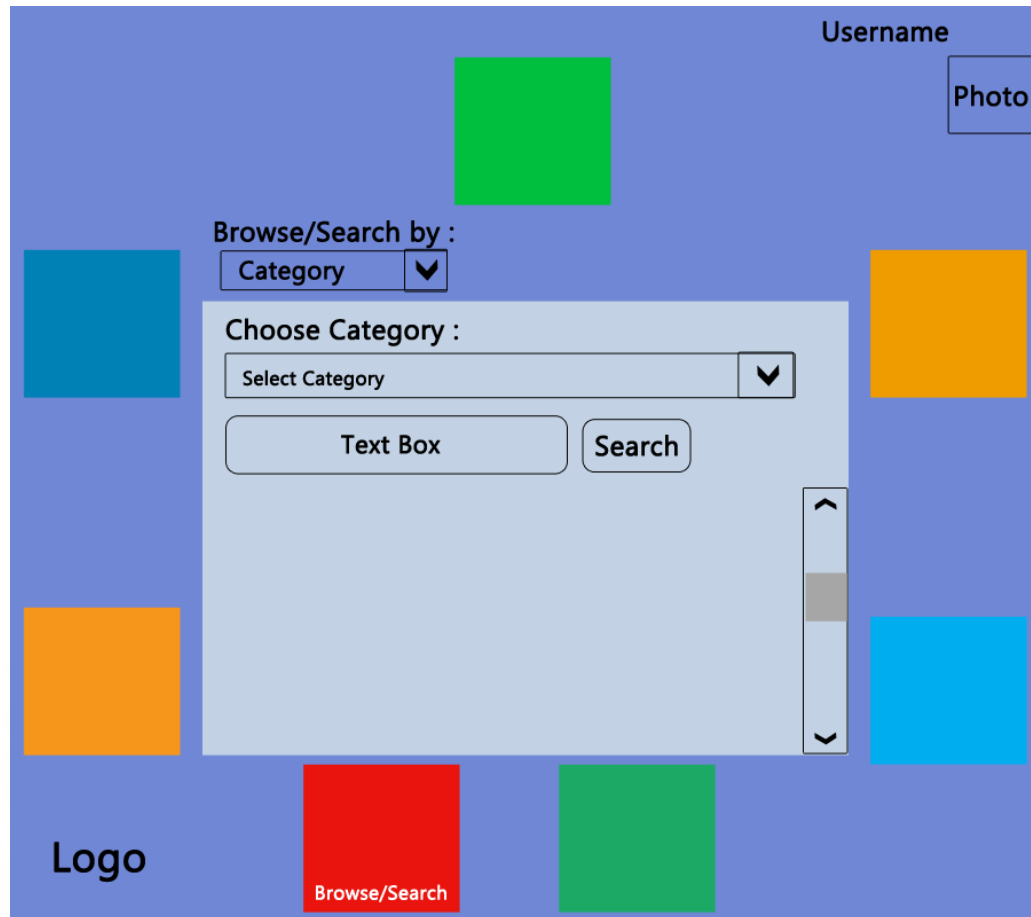 Username
Photo
Browse/Search by :
Category
Choose Category :
Select Category
Text Box
Search
Logo
Browse/Search